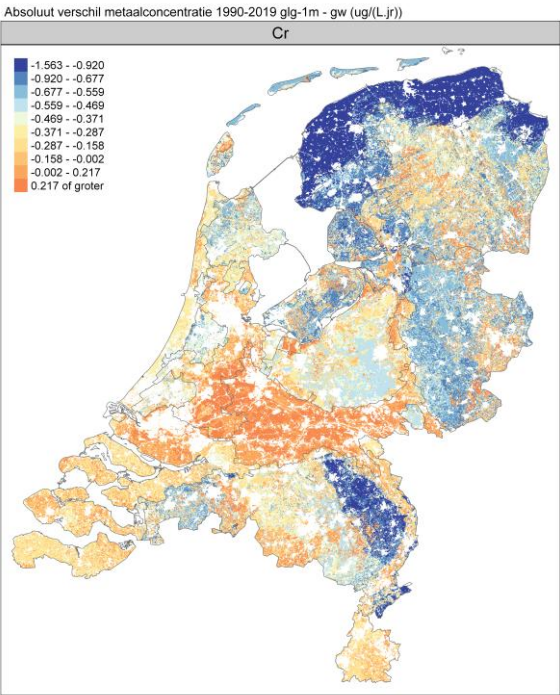 Absoluut verschil metaalconcentratie 1990-2019 glg-1m - gw (ug/(L.jr))
Cr
-1.563 - -0.920
-0.920 - -0.677
-0.677 - -0.559
-0.559 - -0.469
-0.469 - -0.371
-0.371 - -0.287
-0.287 - -0.158
-0.158 - -0.002
-0.002 - 0.217
0.217 of groter